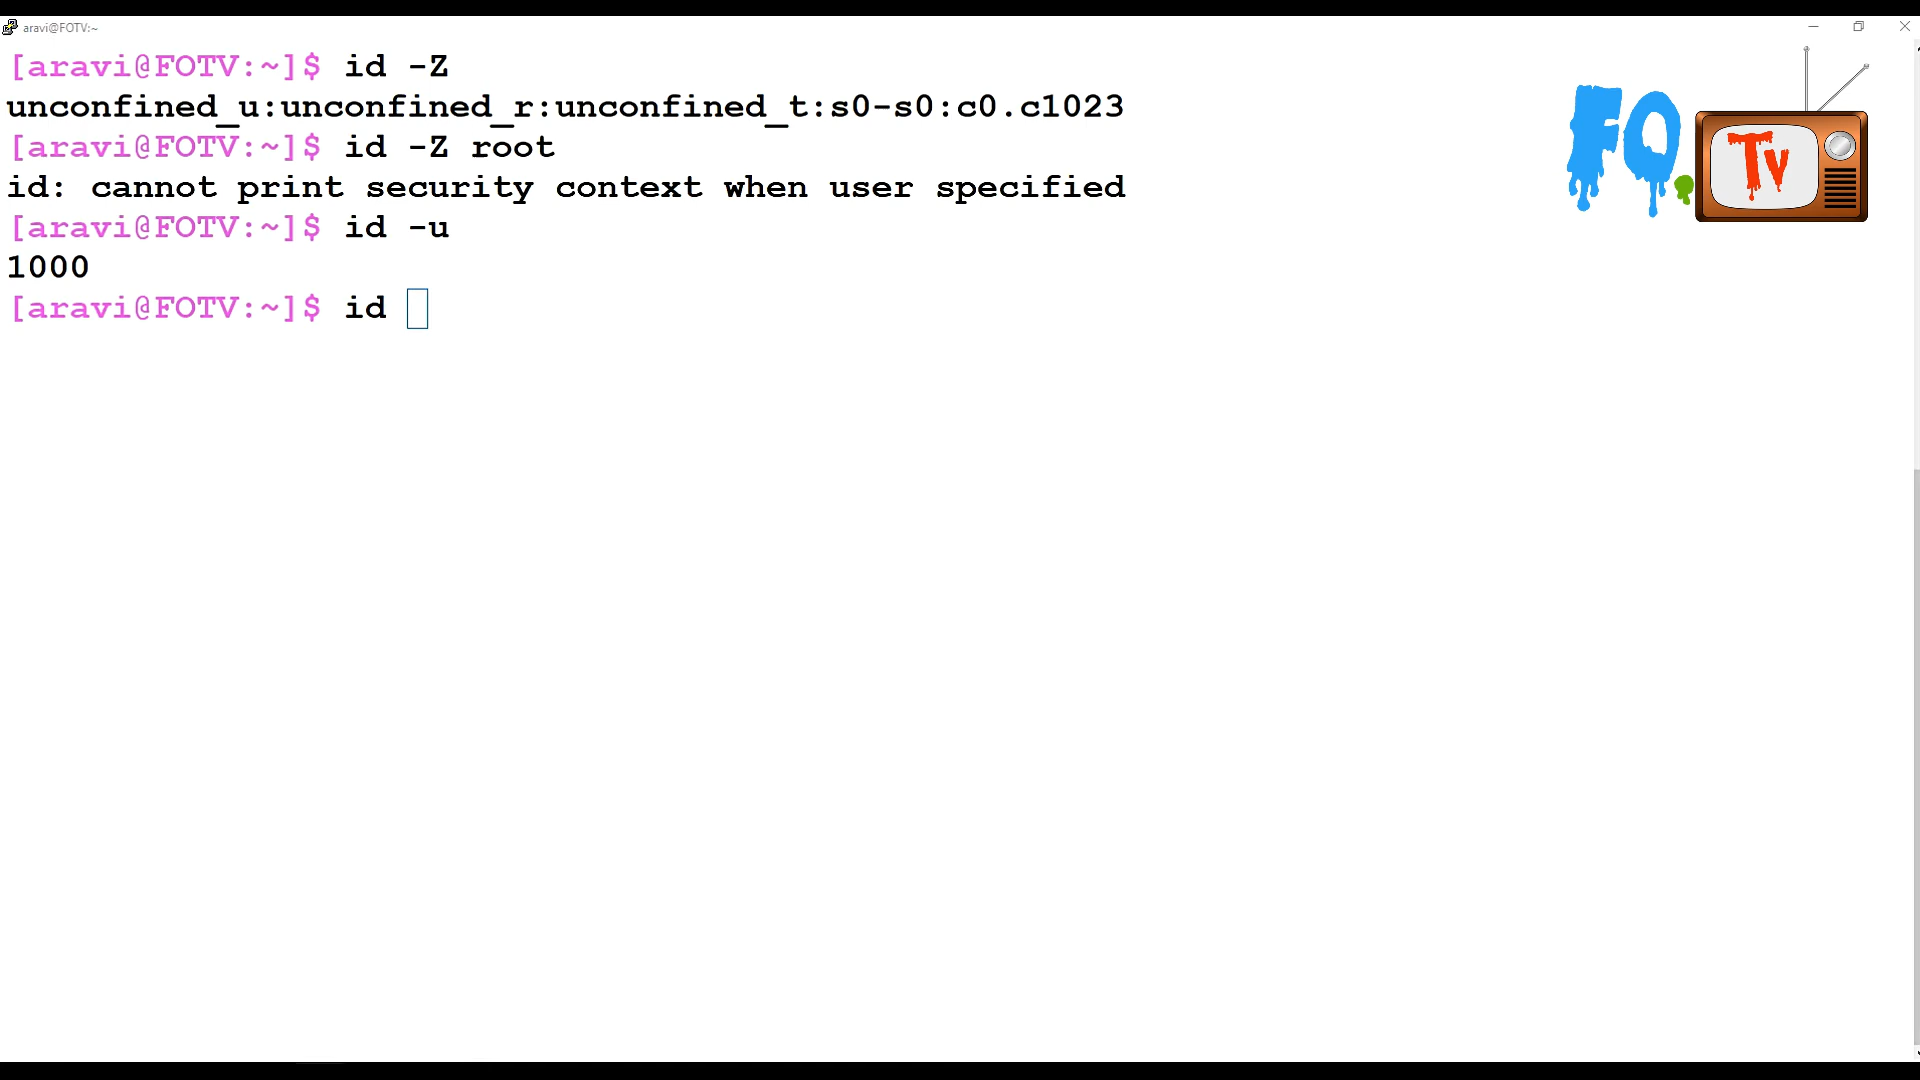 aravi@FOTV:~
[aravi@FOTV:~]$ id -Z
unconfined_u:unconfined_r:unconfined_t:s0-s0:c0.c1023
[aravi@FOTV:~]$ id -Z root
id: cannot print security context when user specified
[aravi@FOTV:~]$ id -u
1000
[aravi@FOTV:~]$ id
FO.
Tv